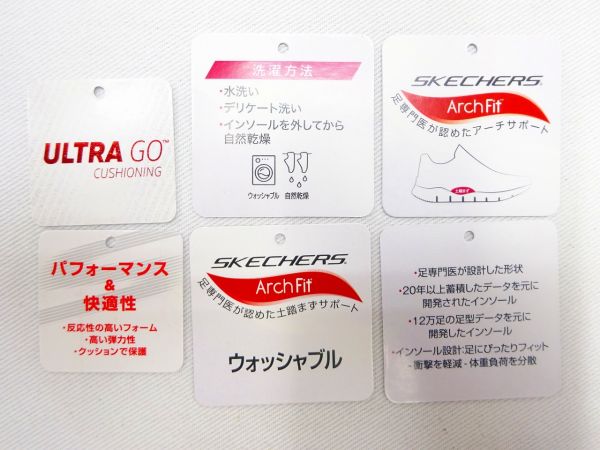 ULTRA GO™
CUSHIONING
洗濯方法
・水洗い
・デリケート洗い
・インソールを外してから
自然乾燥
ウォッシャブル 自然乾燥
SKECHERS
Arch Fit
足専門医が認めたアーチサポート
土踏まず
パフォーマンス
&
快適性
・反応性の高いフォーム
・高い弾力性
・クッションで保護
SKECHERS
Arch Fit
足専門医が認めた土踏まずサポート
ウォッシャブル
・足専門医が設計した形状
・20年以上蓄積したデータを元に
開発されたインソール
・12万足の足型データを元に
開発したインソール
・インソール設計:足にぴったりフィット
- 衝撃を軽減 - 体重負荷を分散